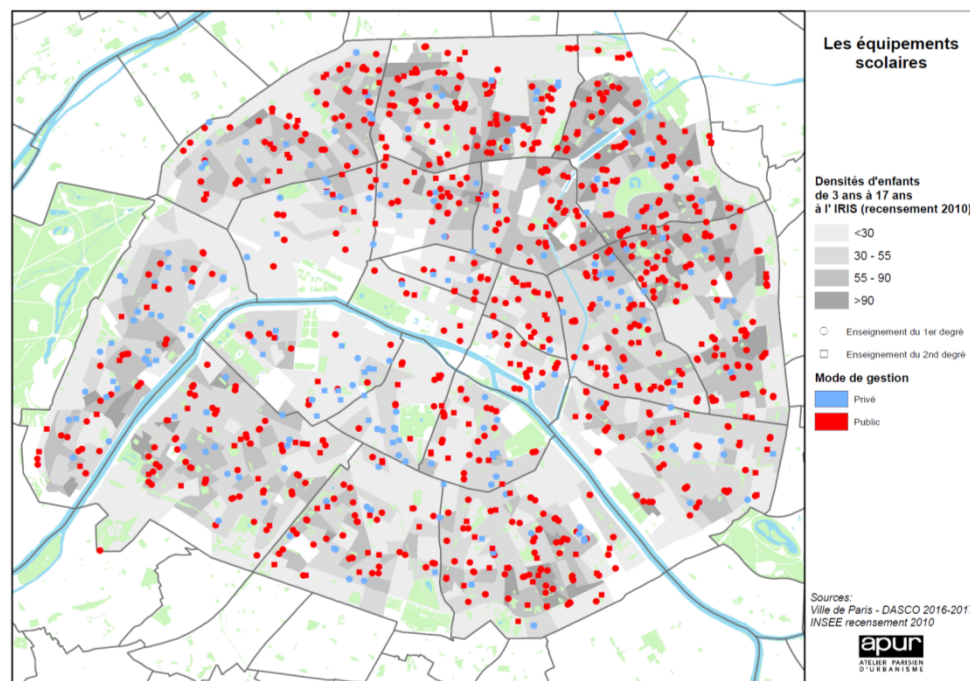 Les équipements
scolaires
Densités d'enfants
de 3 ans à 17 ans
à l' IRIS (recensement 2010)
<30
30 - 55
55 - 90
>90
Enseignement du 1er degré
Enseignement du 2nd degré
Mode de gestion
Privé
Public
Sources:
Ville de Paris - DASCO 2016-2017
INSEE recensement 2010
apur
ATELIER PARISIEN
D'URBANISME